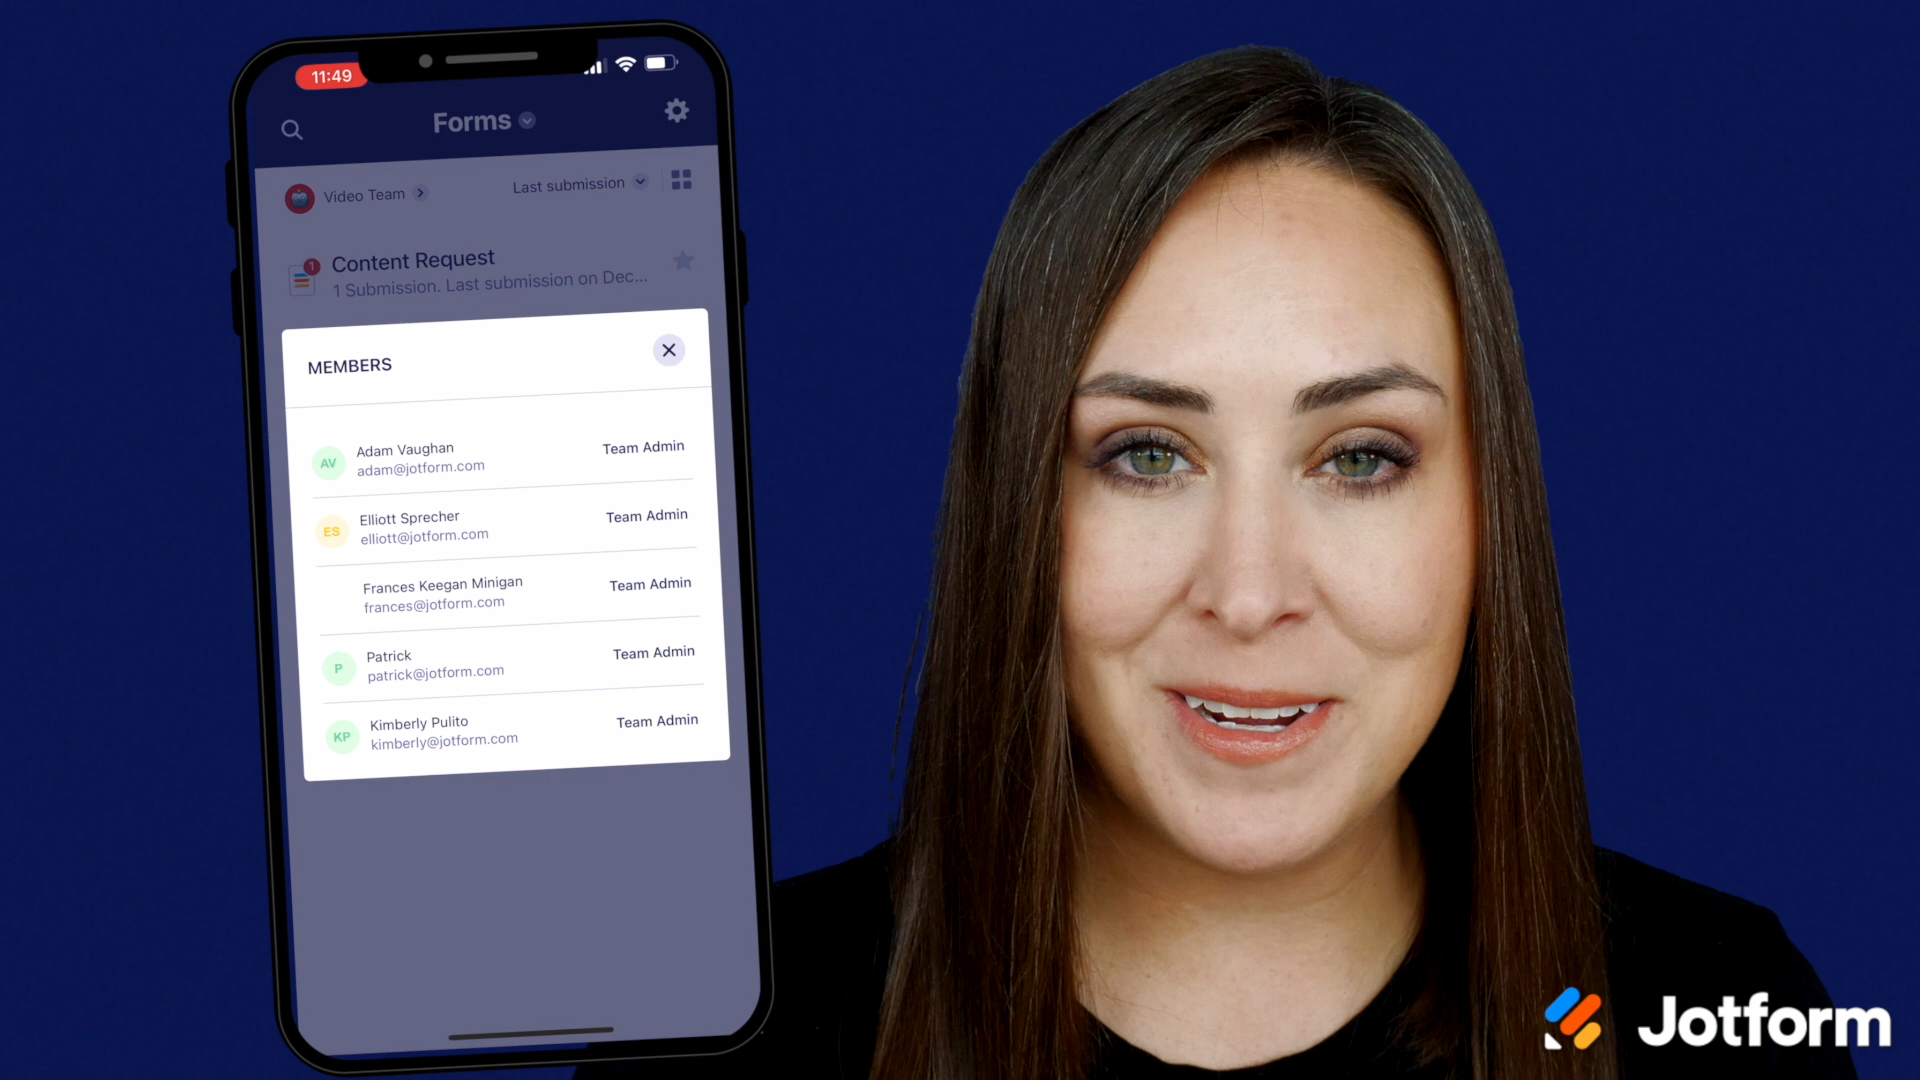 11:49
Forms
Video Team
Last submission
1
Content Request
1 Submission. Last submission on Dec...
MEMBERS
AV
Adam Vaughan
adam@jotform.com
Team Admin
ES
Elliott Sprecher
elliott@jotform.com
Team Admin
Frances Keegan Minigan
frances@jotform.com
Team Admin
P
Patrick
patrick@jotform.com
Team Admin
KP
Kimberly Pulito
kimberly@jotform.com
Team Admin
Jotform